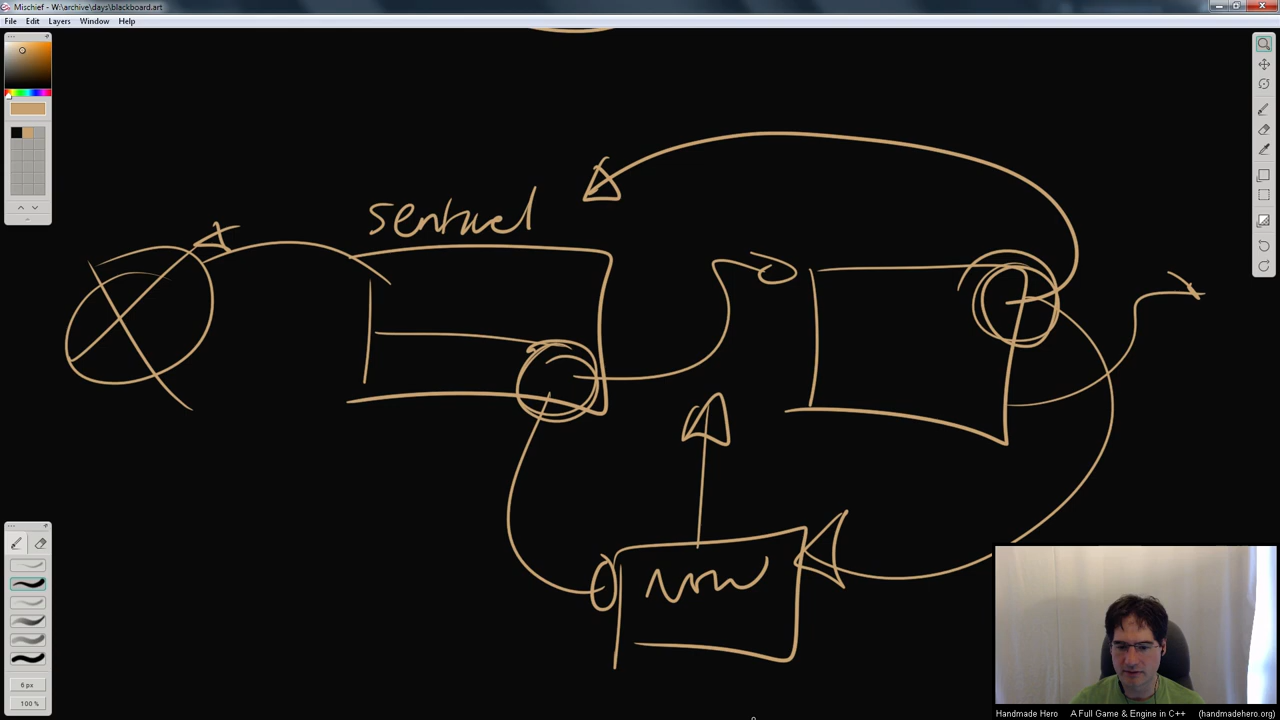 Mischief - W:\archive\days\blackboard.art
File Edit Layers Window Help
sentinel
new
6 px
100 %
Handmade Hero A Full Game & Engine in C++ (handmadehero.org)